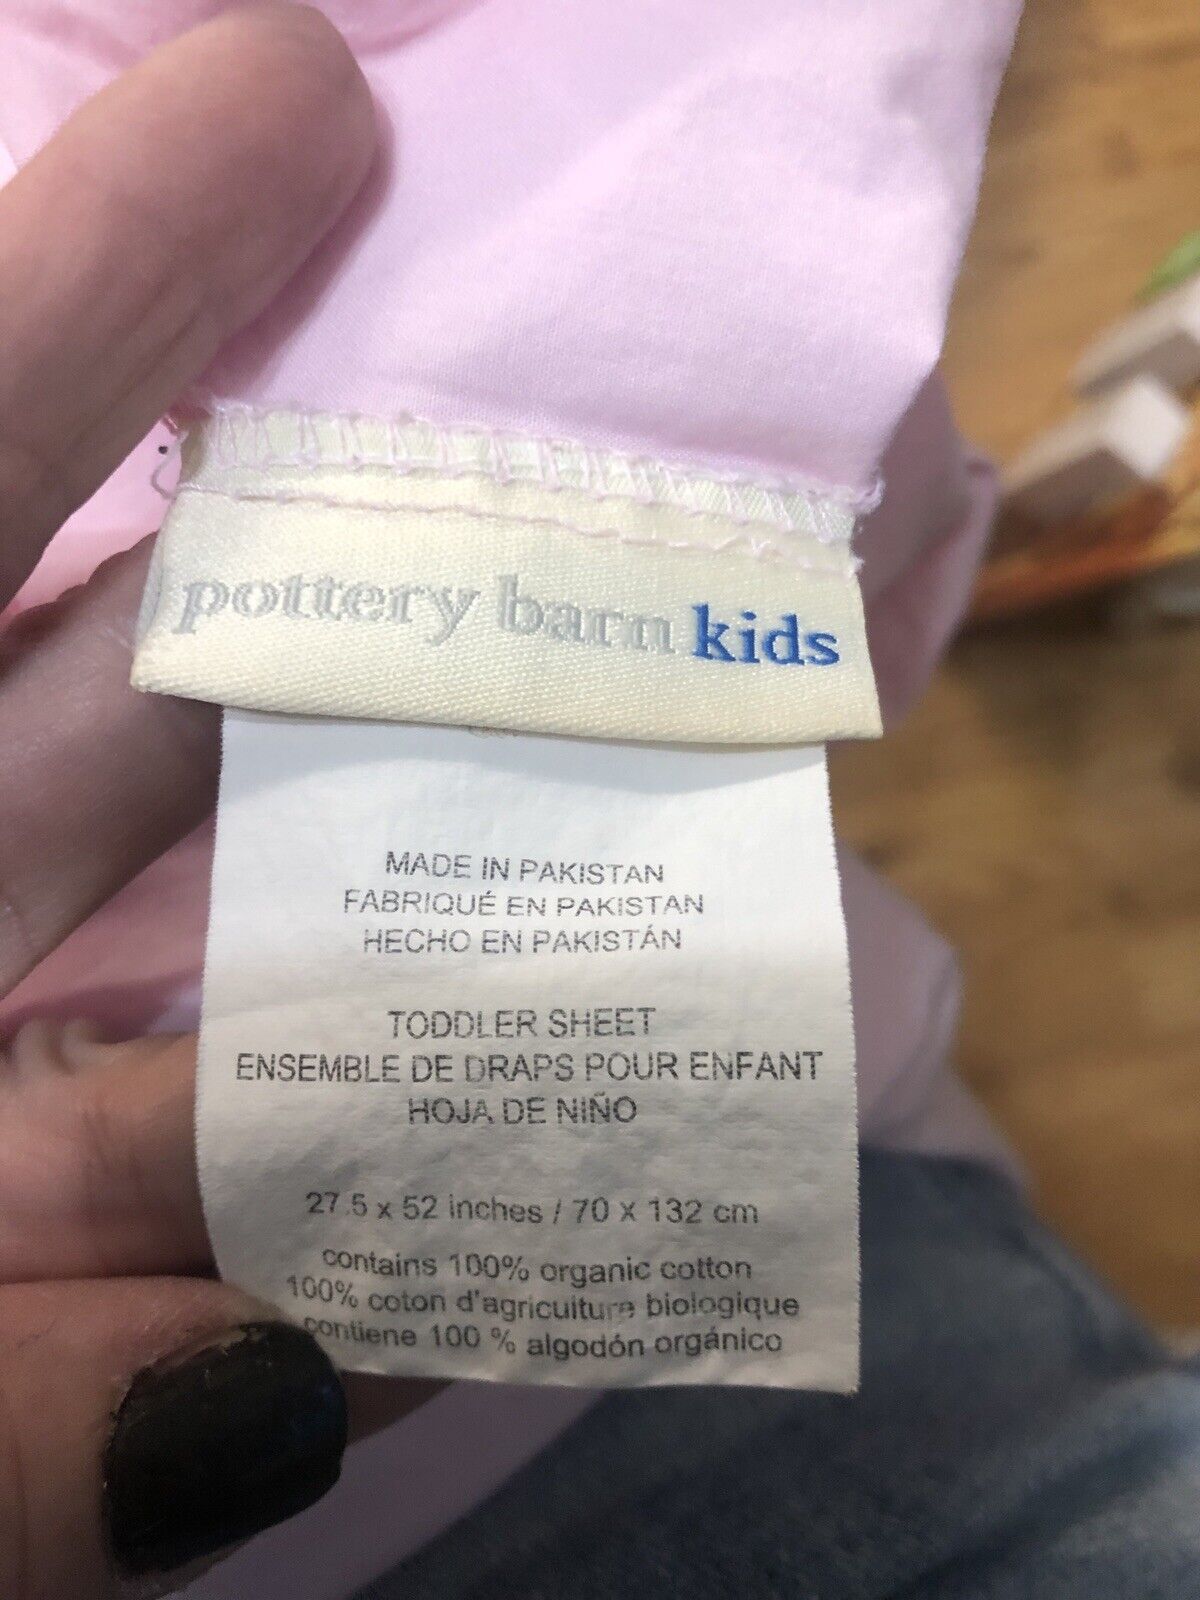 pottery barn kids
MADE IN PAKISTAN
FABRIQUÉ EN PAKISTAN
HECHO EN PAKISTÁN
TODDLER SHEET
ENSEMBLE DE DRAPS POUR ENFANT
HOJA DE NIÑO
27.5 x 52 inches / 70 x 132 cm
contains 100% organic cotton
100% coton d'agriculture biologique
contiene 100 % algodón orgánico